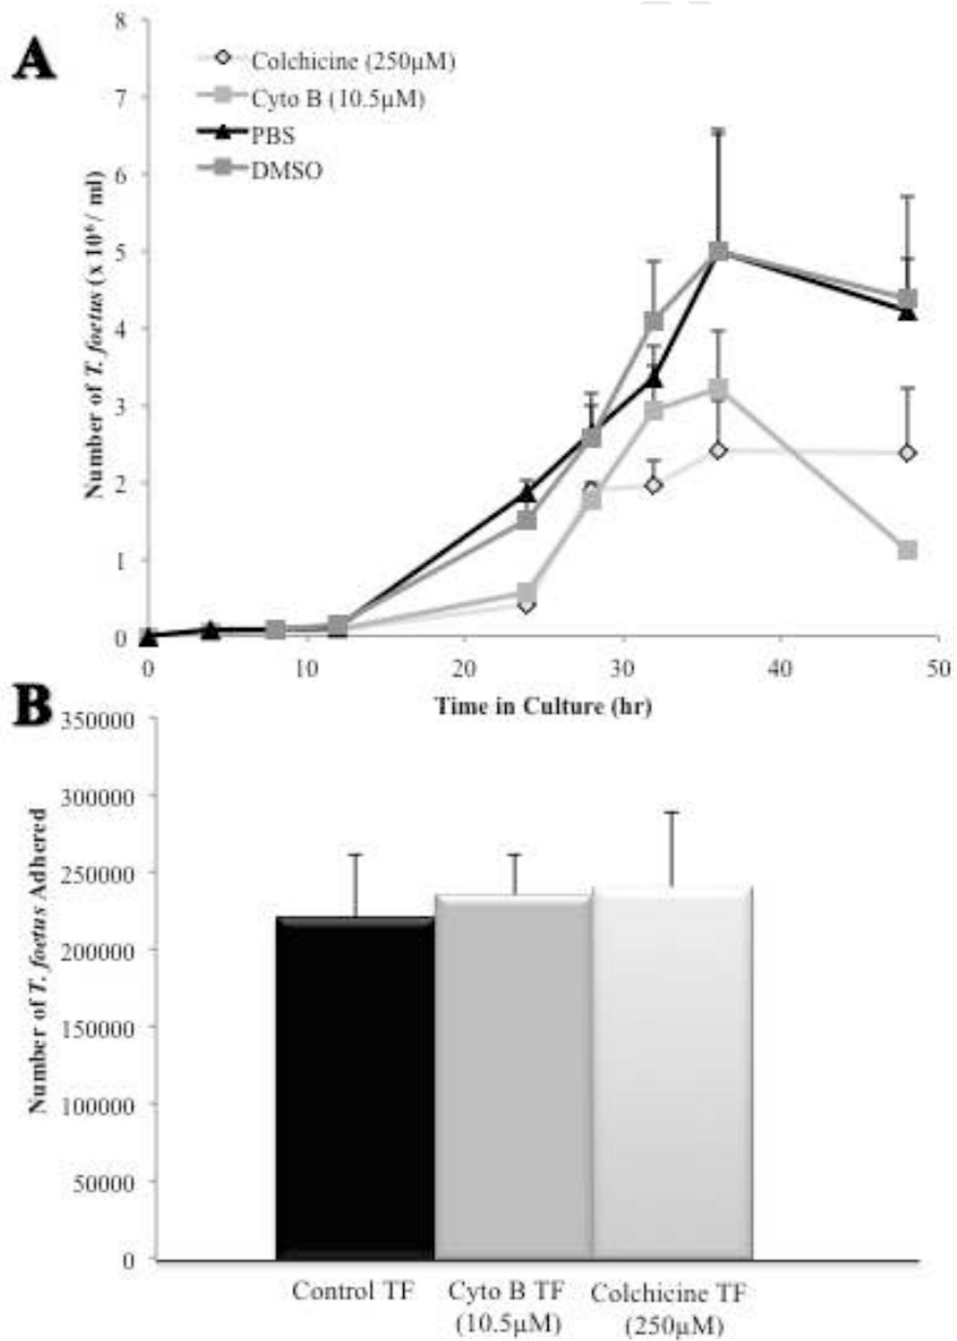 A
8
7
6
5
4
3
2
1
0
Number of T. foetus (x 10⁶/ ml)
Colchicine (250µM)
Cyto B (10.5µM)
PBS
DMSO
0 10 20 30 40 50
Time in Culture (hr)
B
350000
300000
250000
200000
150000
100000
50000
0
Number of T. foetus Adhered
Control TF Cyto B TF Colchicine TF
(10.5µM) (250µM)